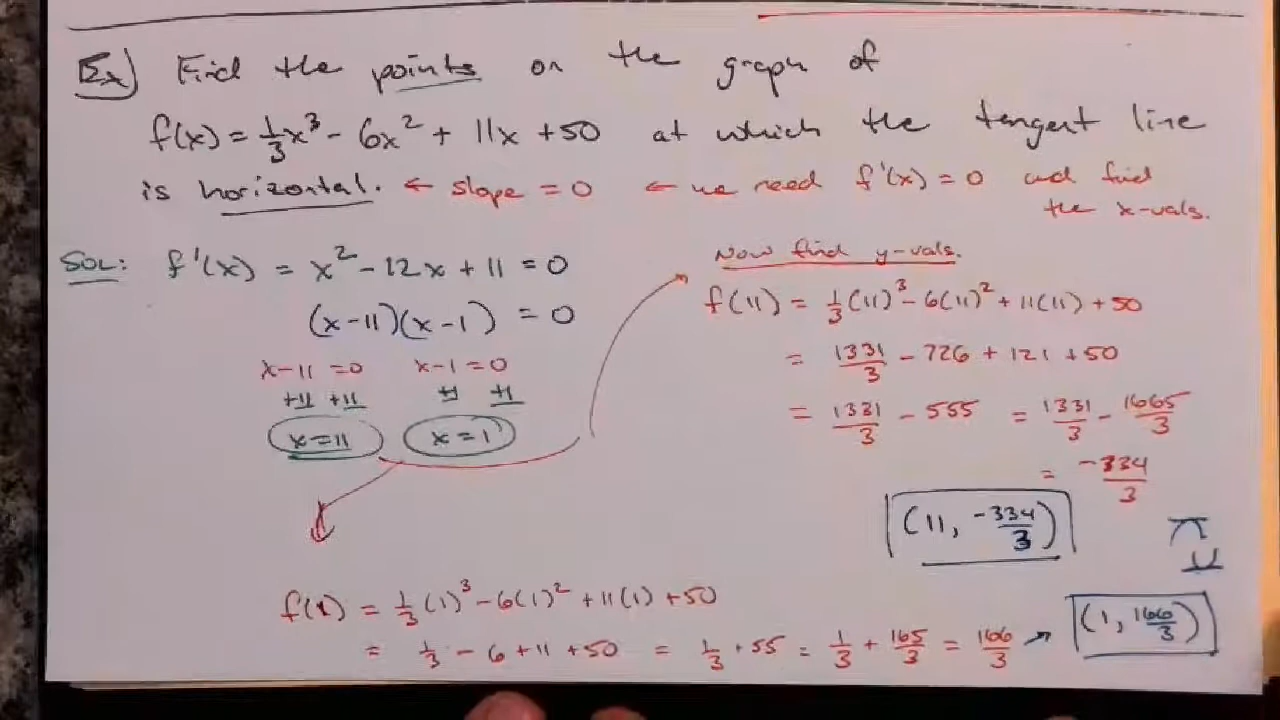 Ex) Find the points on the graph of
f(x) = 1/3 x³ - 6x² + 11x + 50 at which the tangent line
is horizontal. ← slope = 0 ← we need f'(x) = 0 and find
the x-vals.
SOL: f'(x) = x² - 12x + 11 = 0
(x-11)(x-1) = 0
x-11 = 0 x-1 = 0
+11 +11 +1 +1
x = 11 x = 1
Now find y-vals.
f(11) = 1/3 (11)³ - 6(11)² + 11(11) + 50
= 1331/3 - 726 + 121 + 50
= 1331/3 - 555 = 1331/3 - 1665/3
= -334/3
(11, -334/3)
f(1) = 1/3 (1)³ - 6(1)² + 11(1) + 50
= 1/3 - 6 + 11 + 50 = 1/3 + 55 = 1/3 + 165/3 = 166/3 → (1, 166/3)